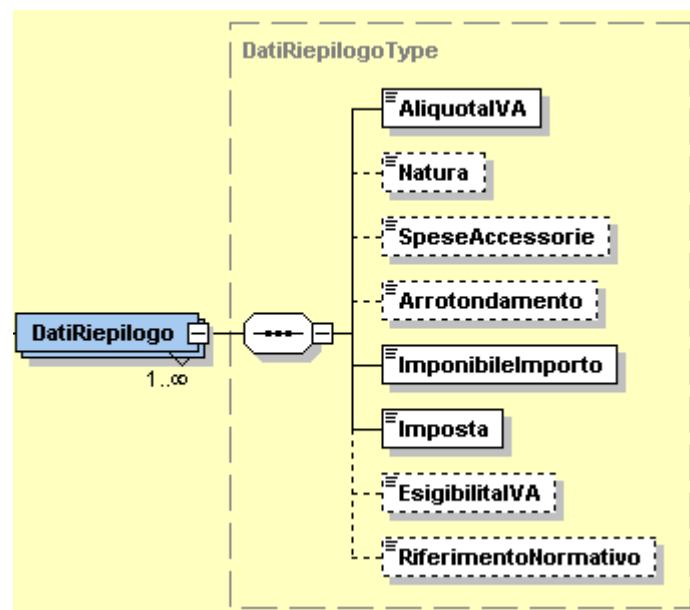 DatiRiepilogoType
AliquotaIVA
Natura
SpeseAccessorie
Arrotondamento
DatiRiepilogo
1..∞
ImponibileImporto
Imposta
EsigibilitaIVA
RiferimentoNormativo